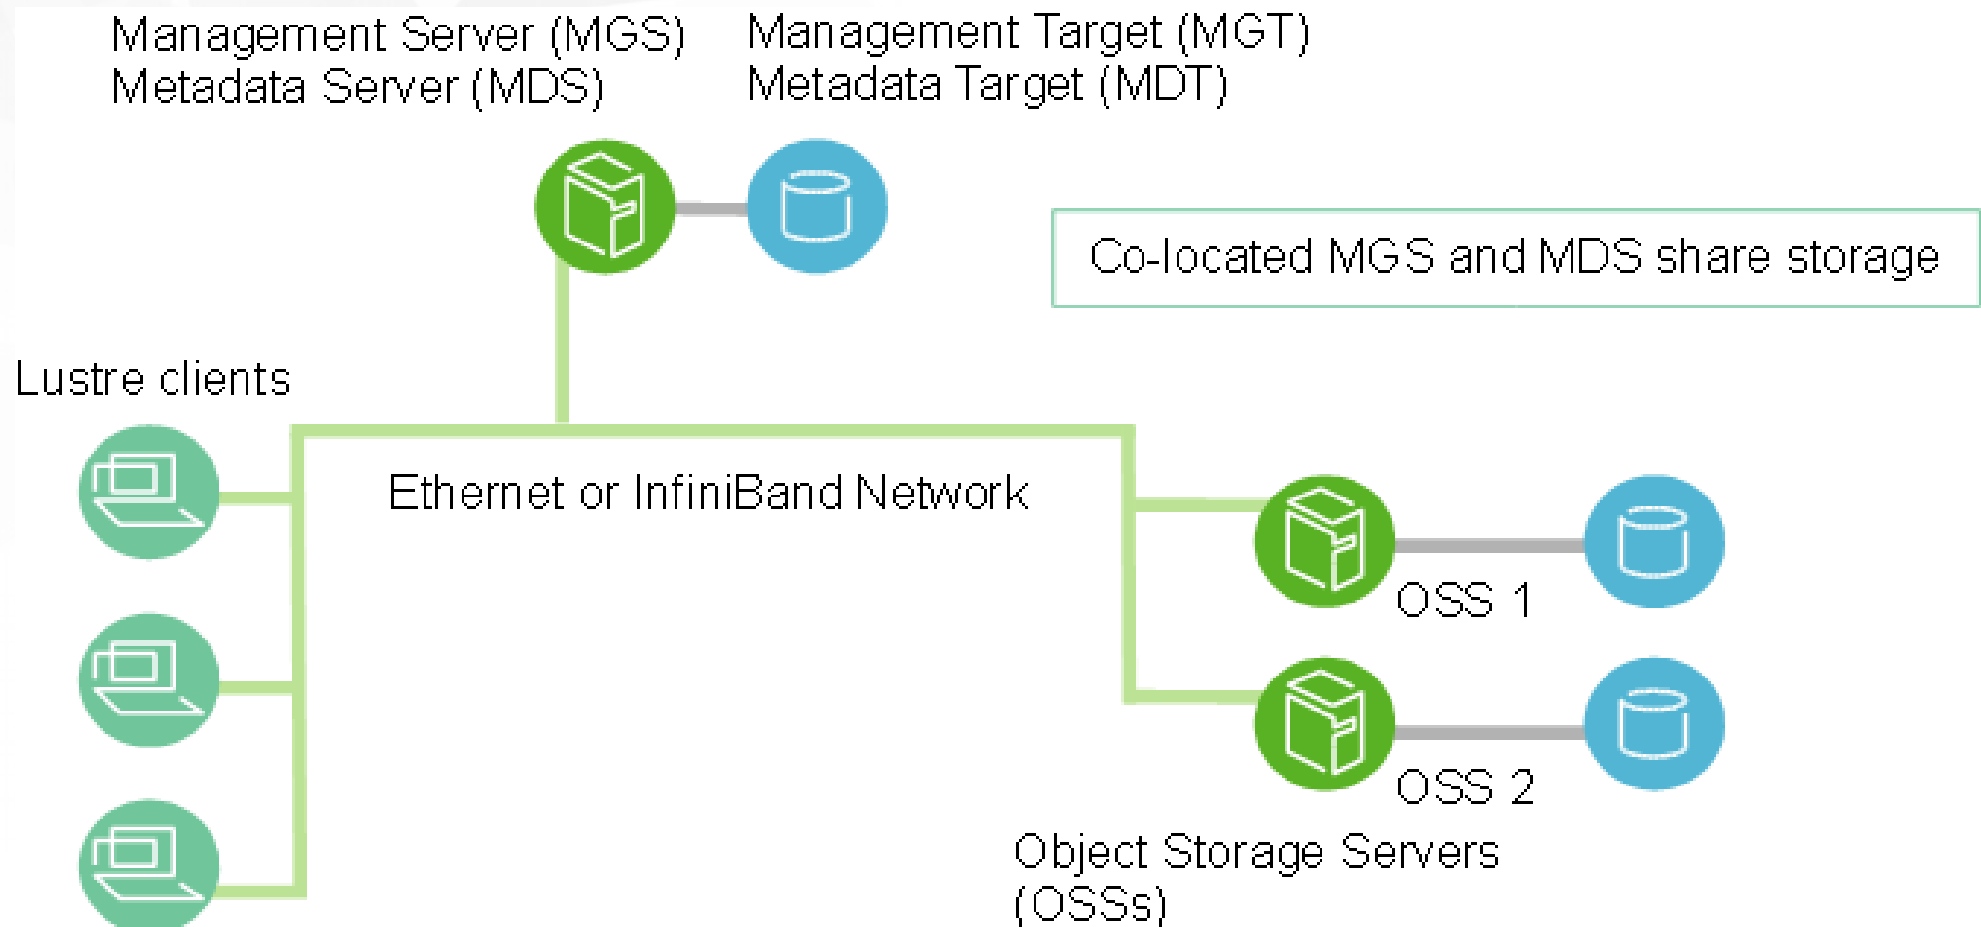 Management Server (MGS)
Metadata Server (MDS)
Management Target (MGT)
Metadata Target (MDT)
Co-located MGS and MDS share storage
Lustre clients
Ethernet or InfiniBand Network
OSS 1
OSS 2
Object Storage Servers
(OSSs)